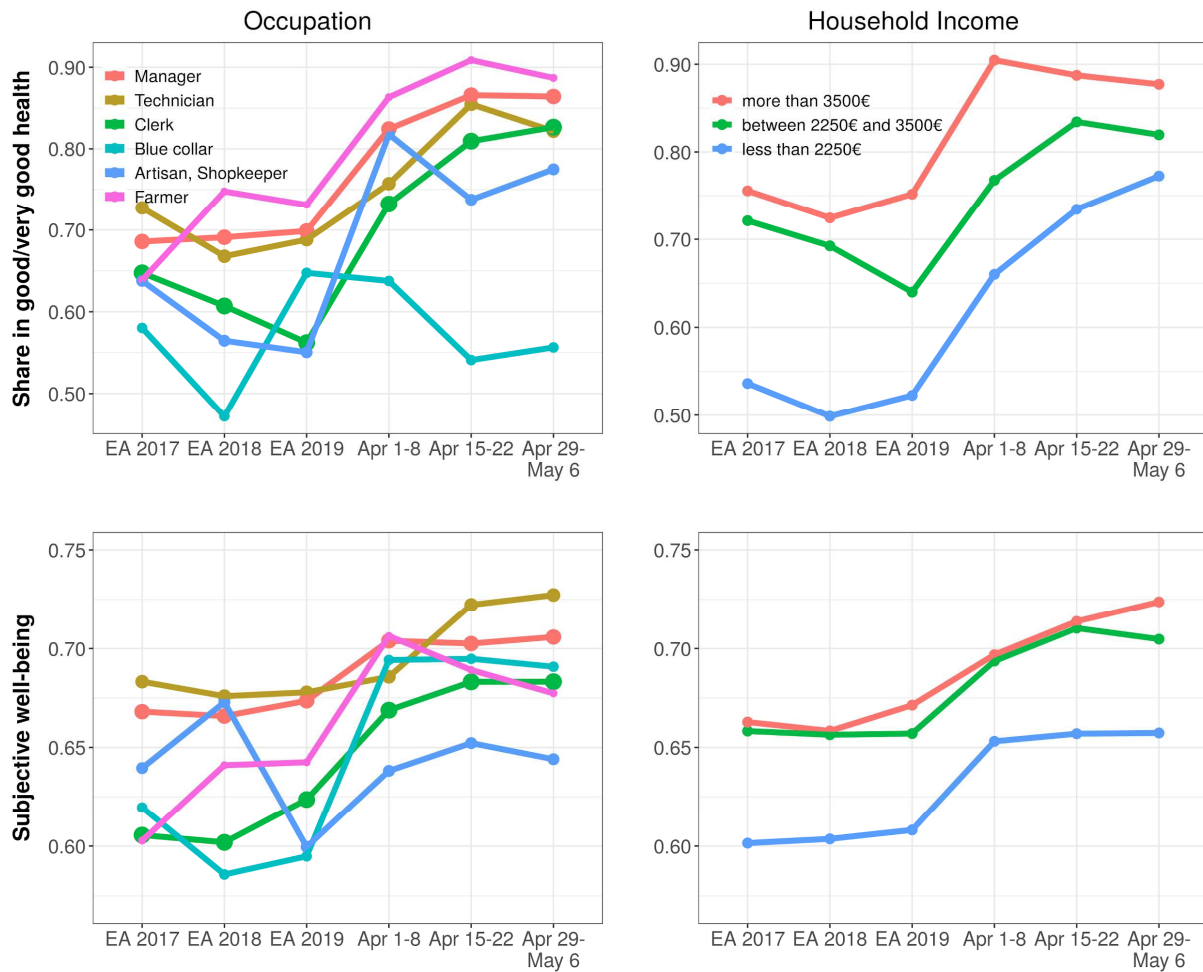 Occupation
Household Income
Share in good/very good health
0.90
0.80
0.70
0.60
0.50
Manager
Technician
Clerk
Blue collar
Artisan, Shopkeeper
Farmer
EA 2017 EA 2018 EA 2019 Apr 1-8 Apr 15-22 Apr 29-
May 6
0.90
0.80
0.70
0.60
0.50
more than 3500€
between 2250€ and 3500€
less than 2250€
EA 2017 EA 2018 EA 2019 Apr 1-8 Apr 15-22 Apr 29-
May 6
Subjective well-being
0.75
0.70
0.65
0.60
EA 2017 EA 2018 EA 2019 Apr 1-8 Apr 15-22 Apr 29-
May 6
0.75
0.70
0.65
0.60
EA 2017 EA 2018 EA 2019 Apr 1-8 Apr 15-22 Apr 29-
May 6